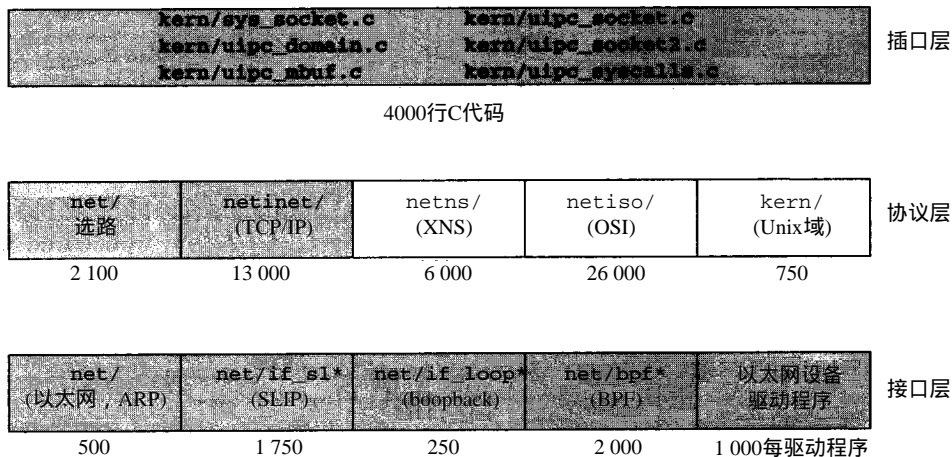 kern/sys_socket.c kern/uipc_socket.c
kern/uipc_domain.c kern/uipc_socket2.c
kern/uipc_mbuf.c kern/uipc_syscalls.c
插口层
4000行C代码
net/ netinet/ netns/ netiso/ kern/
选路 (TCP/IP) (XNS) (OSI) (Unix域)
协议层
2 100 13 000 6 000 26 000 750
net/ net/if_sl* net/if_loop* net/bpf* 以太网设备
(以太网，ARP) (SLIP) (boopback) (BPF) 驱动程序
接口层
500 1 750 250 2 000 1 000每驱动程序